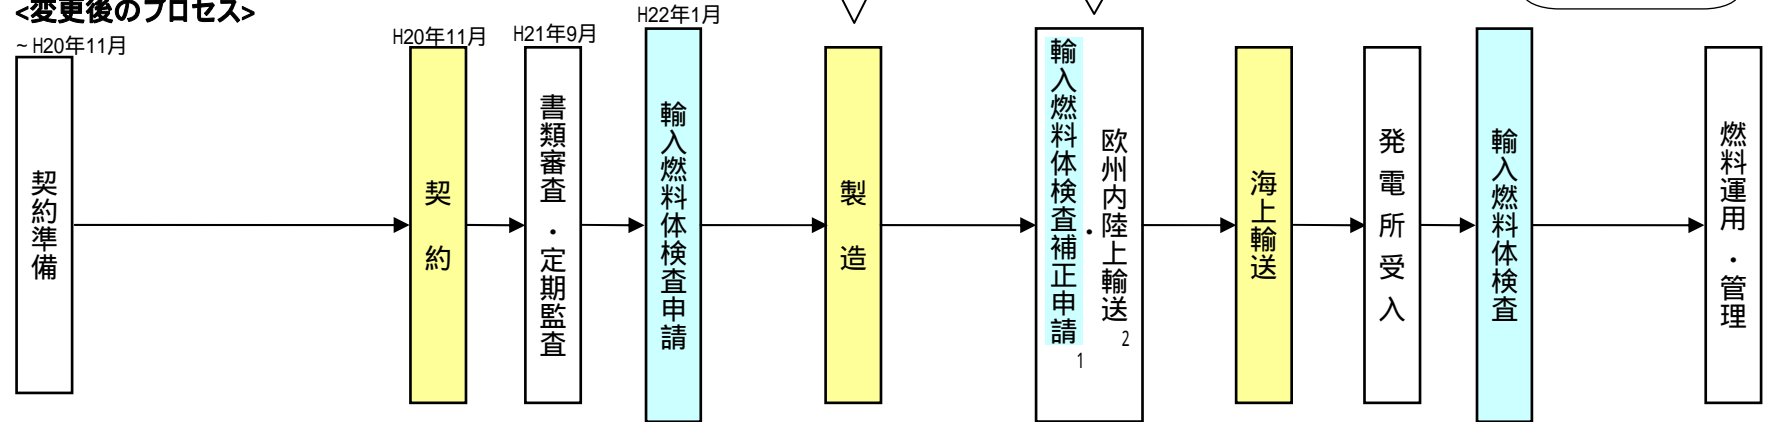 <変更後のプロセス>
~H20年11月
契約準備
H20年11月
契約
H21年9月
書類審査・定期監査
H22年1月
輸入燃料体検査申請
製造
輸入燃料体検査補正申請1
・
欧州内陸上輸送2
海上輸送
発電所受入
輸入燃料体検査
燃料運用・管理